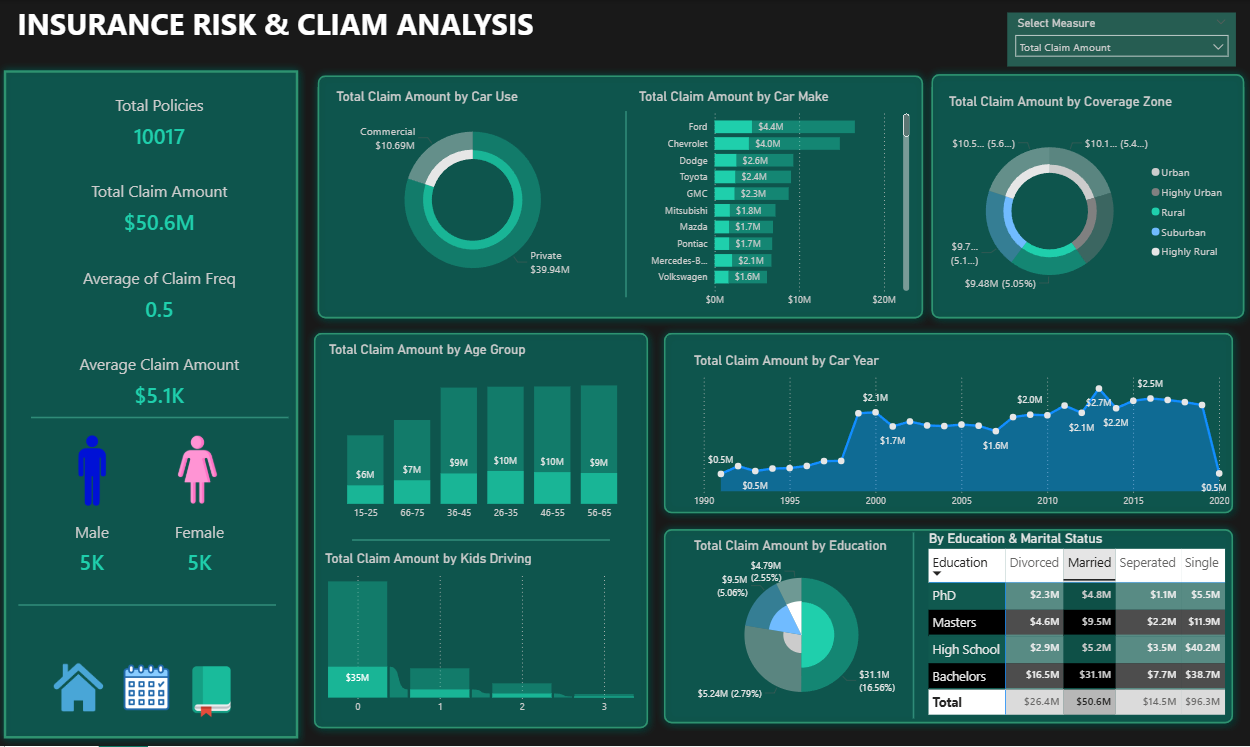 INSURANCE RISK & CLIAM ANALYSIS
Select Measure
Total Claim Amount
Total Policies
10017
Total Claim Amount
$50.6M
Average of Claim Freq
0.5
Average Claim Amount
$5.1K
Male
Female
5K
5K
Total Claim Amount by Car Use
Commercial
$10.69M
Private
$39.94M
Total Claim Amount by Car Make
Ford $4.4M
Chevrolet $4.0M
Dodge $2.6M
Toyota $2.4M
GMC $2.3M
Mitsubishi $1.8M
Mazda $1.7M
Pontiac $1.7M
Mercedes-B... $2.1M
Volkswagen $1.6M
$0M $10M $20M
Total Claim Amount by Coverage Zone
$10.5... (5.6...)
$10.1... (5.4...)
$9.7...
(5.1...)
$9.48M (5.05%)
Urban
Highly Urban
Rural
Suburban
Highly Rural
Total Claim Amount by Age Group
$6M $7M $9M $10M $10M $9M
15-25 66-75 36-45 26-35 46-55 56-65
Total Claim Amount by Kids Driving
$35M
0 1 2 3
Total Claim Amount by Car Year
$0.5M $0.5M $2.1M $1.7M $1.6M $2.0M $2.1M $2.7M $2.2M $2.5M $0.5M
1990 1995 2000 2005 2010 2015 2020
Total Claim Amount by Education
$4.79M
(2.55%)
$9.5M
(5.06%)
$5.24M (2.79%)
$31.1M
(16.56%)
By Education & Marital Status
Education Divorced Married Seperated Single
PhD $2.3M $4.8M $1.1M $5.5M
Masters $4.6M $9.5M $2.2M $11.9M
High School $2.9M $5.2M $3.5M $40.2M
Bachelors $16.5M $31.1M $7.7M $38.7M
Total $26.4M $50.6M $14.5M $96.3M